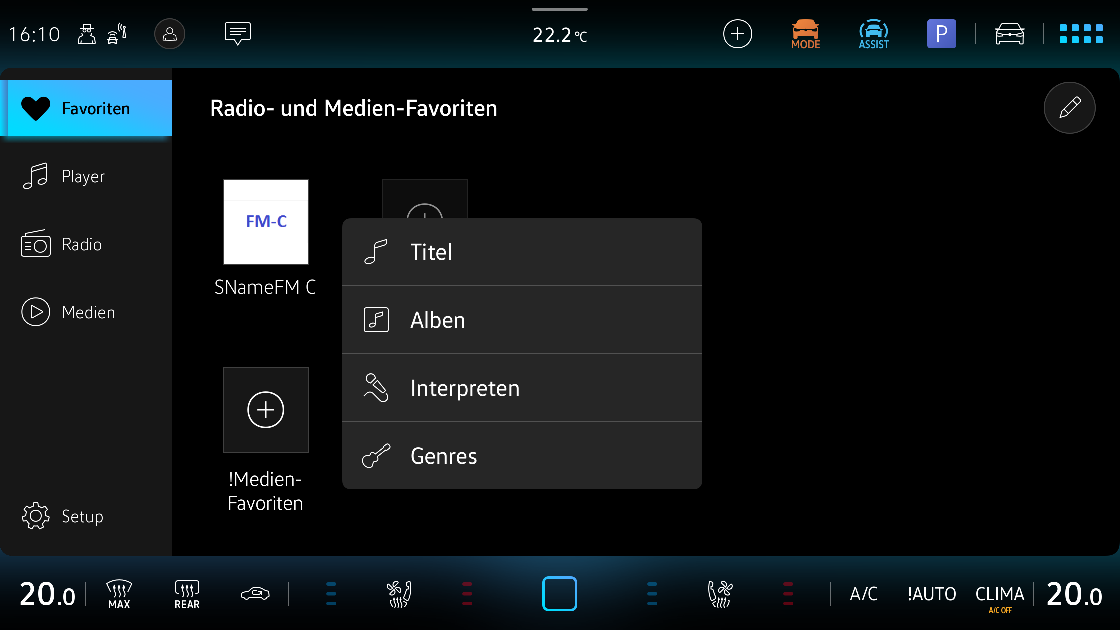 16:10
22.2°C
MODE
ASSIST
P
Favoriten
Radio- und Medien-Favoriten
Player
FM-C
Titel
Radio
SNameFM C
Medien
Alben
Interpreten
Genres
!Medien-
Favoriten
Setup
20.0
MAX
REAR
A/C
!AUTO
CLIMA
A/C OFF
20.0